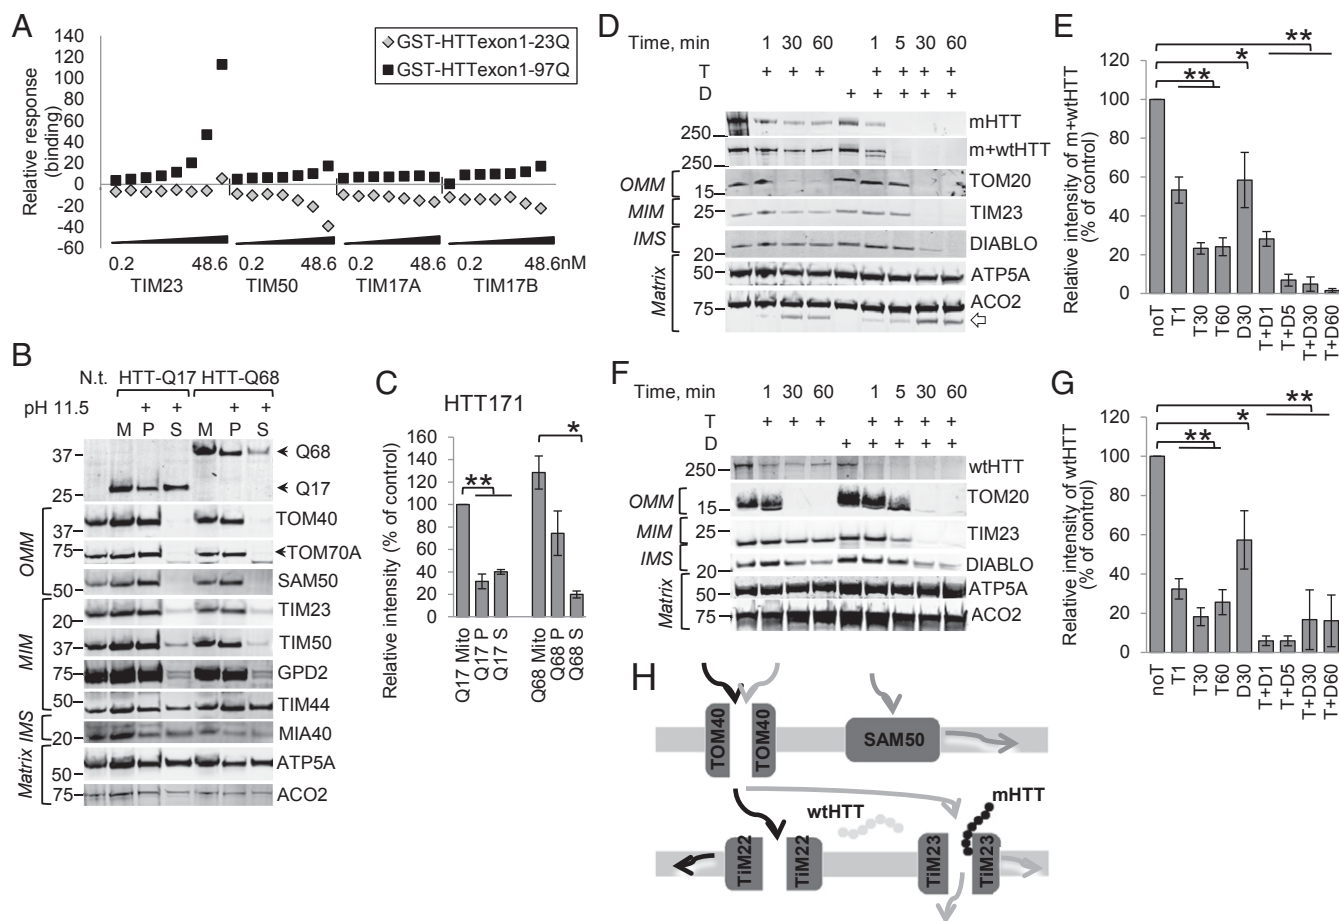 A
140
120
100
80
60
40
20
0
-20
-40
-60
Relative response
(binding)
GST-HTTexon1-23Q
GST-HTTexon1-97Q
0.2 48.6 0.2 48.6 0.2 48.6 0.2 48.6nM
TIM23 TIM50 TIM17A TIM17B
B
N.t. HTT-Q17 HTT-Q68
pH 11.5 + + + +
M P S M P S
37
25
Q68
Q17
OMM
37
TOM40
75
TOM70A
50
SAM50
MIM
20
TIM23
37
TIM50
75
GPD2
50
TIM44
IMS
20
MIA40
Matrix
50
ATP5A
75
ACO2
C
HTT171
160
140
120
100
80
60
40
20
0
Relative intensity (% of control)
**
*
Q17 Mito
Q17 P
Q17 S
Q68 Mito
Q68 P
Q68 S
D
Time, min 1 30 60 1 5 30 60
T + + + + + + +
D + + + + +
250
mHTT
250
m+wtHTT
OMM
15
TOM20
MIM
25
TIM23
IMS
20
DIABLO
Matrix
50
ATP5A
75
ACO2
E
120
100
80
60
40
20
0
Relative intensity of m+wtHTT
(% of control)
**
*
**
noT
T1
T30
T60
D30
T+D1
T+D5
T+D30
T+D60
F
Time, min 1 30 60 1 5 30 60
T + + + + + + +
D + + + + +
250
wtHTT
OMM
15
TOM20
MIM
25
TIM23
IMS
20
DIABLO
Matrix
50
ATP5A
75
ACO2
G
120
100
80
60
40
20
0
Relative intensity of wtHTT
(% of control)
**
*
**
noT
T1
T30
T60
D30
T+D1
T+D5
T+D30
T+D60
H
TOM40
TOM40
SAM50
wtHTT
mHTT
TiM22
TiM22
TiM23
TiM23